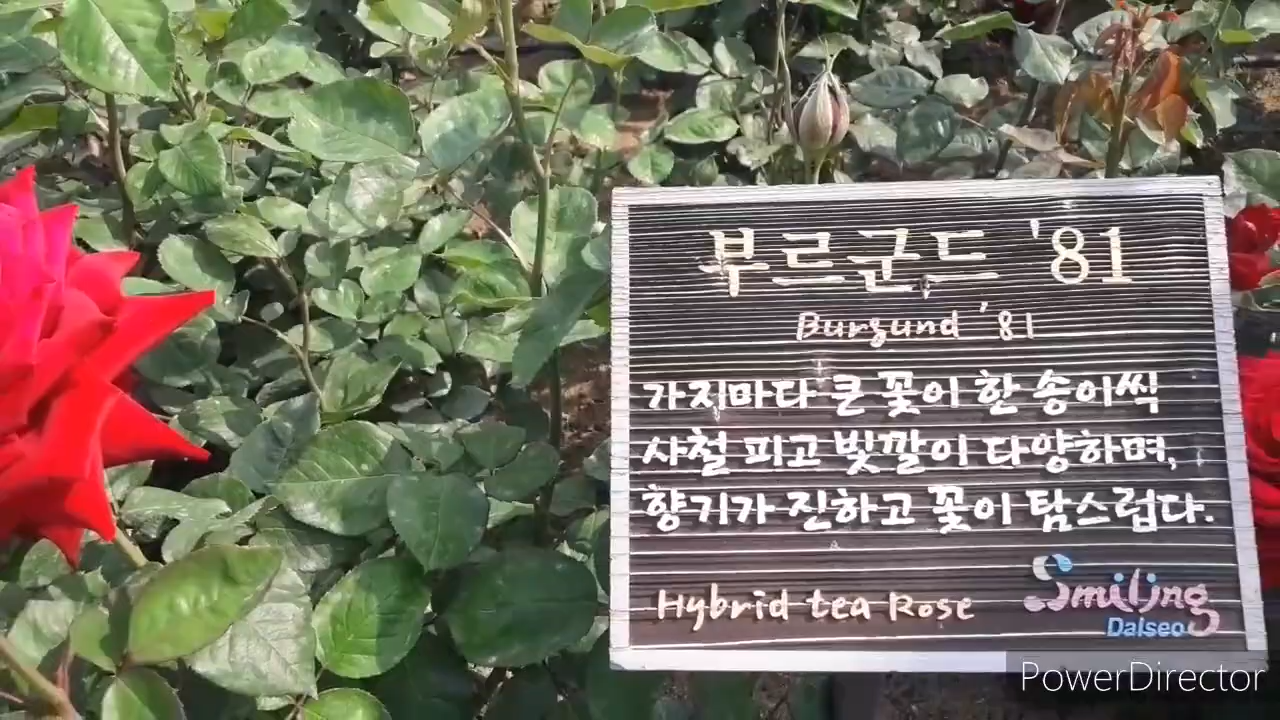 부르군드 '81
Burgund '81
가지마다 큰 꽃이 한 송이씩
사철 피고 빛깔이 다양하며,
향기가 진하고 꽃이 탐스럽다.
Hybrid tea Rose
Smiling
Dalseo
PowerDirector